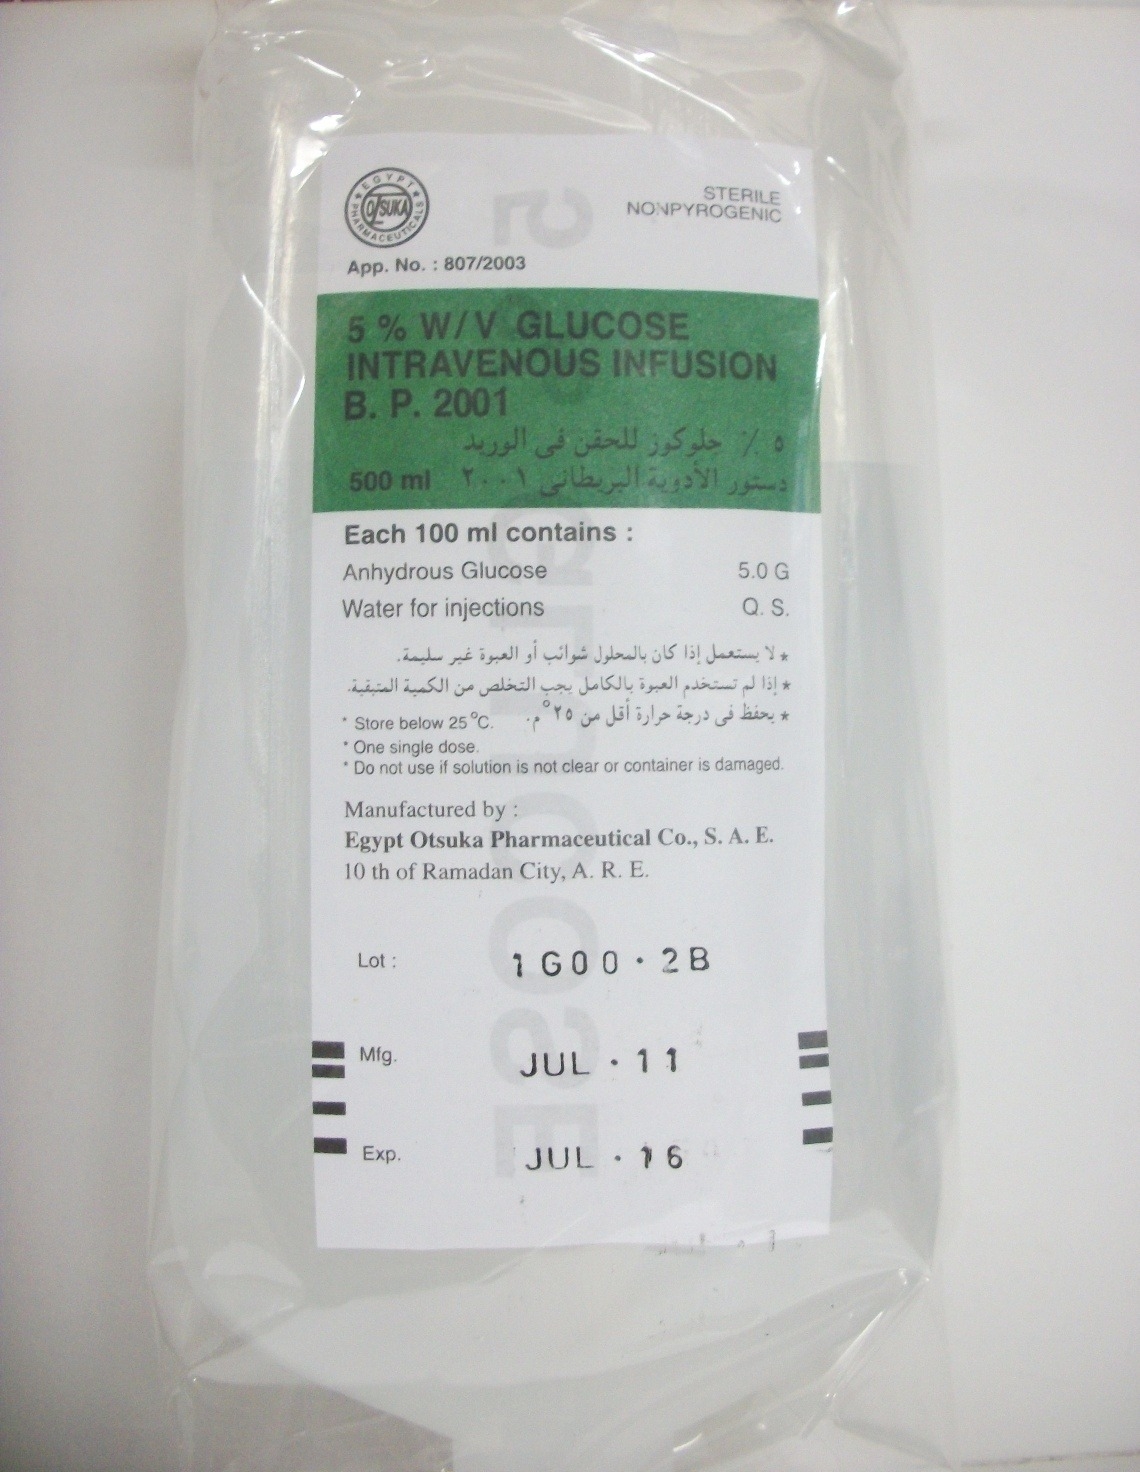 EGYPT
OTSUKA
PHARMACEUTICALS
STERILE
NONPYROGENIC
App. No. : 807/2003
5 % W/V GLUCOSE
INTRAVENOUS INFUSION
B. P. 2001
٥ ٪ جلوكوز للحقن فى الوريد
500 ml دستور الأدوية البريطانى ٢٠٠١
Each 100 ml contains :
Anhydrous Glucose 5.0 G
Water for injections Q. S.
* لا يستعمل إذا كان بالمحلول شوائب أو العبوة غير سليمة.
* إذا لم تستخدم العبوة بالكامل يجب التخلص من الكمية المتبقية.
* يحفظ فى درجة حرارة أقل من ٢٥°م.
* Store below 25°C.
* One single dose.
* Do not use if solution is not clear or container is damaged.
Manufactured by :
Egypt Otsuka Pharmaceutical Co., S. A. E.
10 th of Ramadan City, A. R. E.
Lot : 1G00·2B
Mfg. JUL·11
Exp. JUL·16
5% GLUCOSE